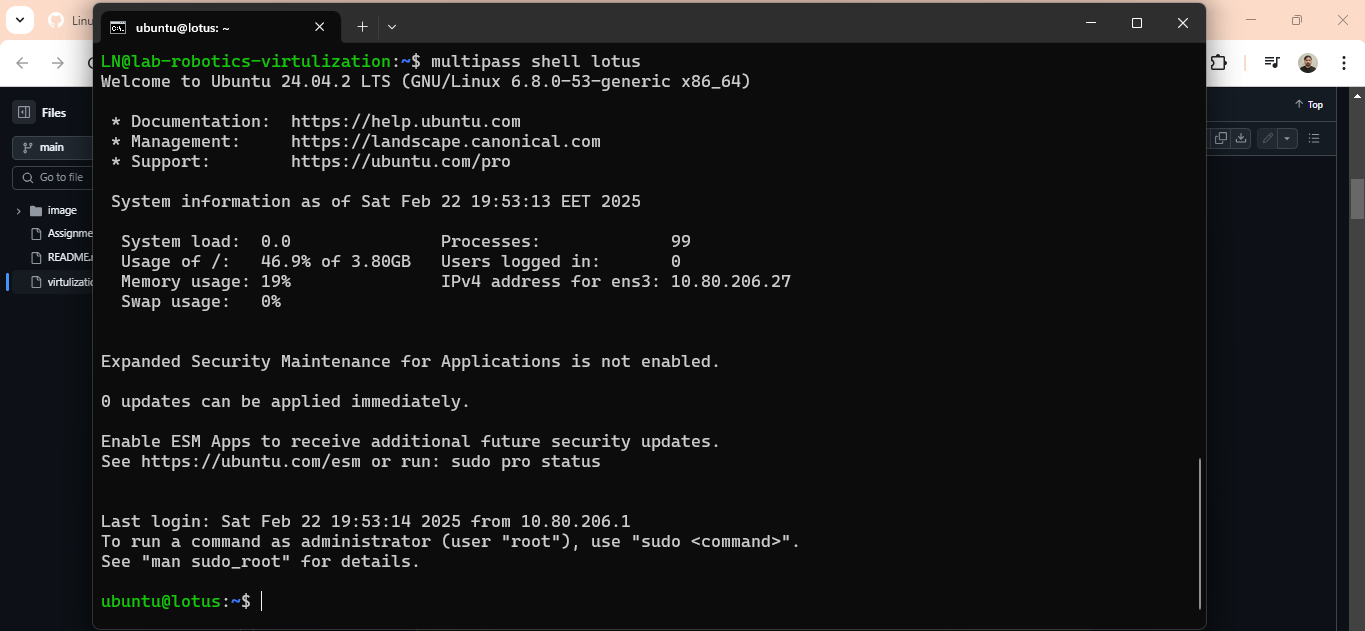 Linu
ubuntu@lotus: ~
LN@lab-robotics-virtulization:~$ multipass shell lotus
Welcome to Ubuntu 24.04.2 LTS (GNU/Linux 6.8.0-53-generic x86_64)
* Documentation: https://help.ubuntu.com
* Management: https://landscape.canonical.com
* Support: https://ubuntu.com/pro
System information as of Sat Feb 22 19:53:13 EET 2025
System load: 0.0 Processes: 99
Usage of /: 46.9% of 3.80GB Users logged in: 0
Memory usage: 19% IPv4 address for ens3: 10.80.206.27
Swap usage: 0%
Expanded Security Maintenance for Applications is not enabled.
0 updates can be applied immediately.
Enable ESM Apps to receive additional future security updates.
See https://ubuntu.com/esm or run: sudo pro status
Last login: Sat Feb 22 19:53:14 2025 from 10.80.206.1
To run a command as administrator (user "root"), use "sudo <command>".
See "man sudo_root" for details.
ubuntu@lotus:~$
Files
main
Go to file
image
Assignme
README.
virtulizatio
Top